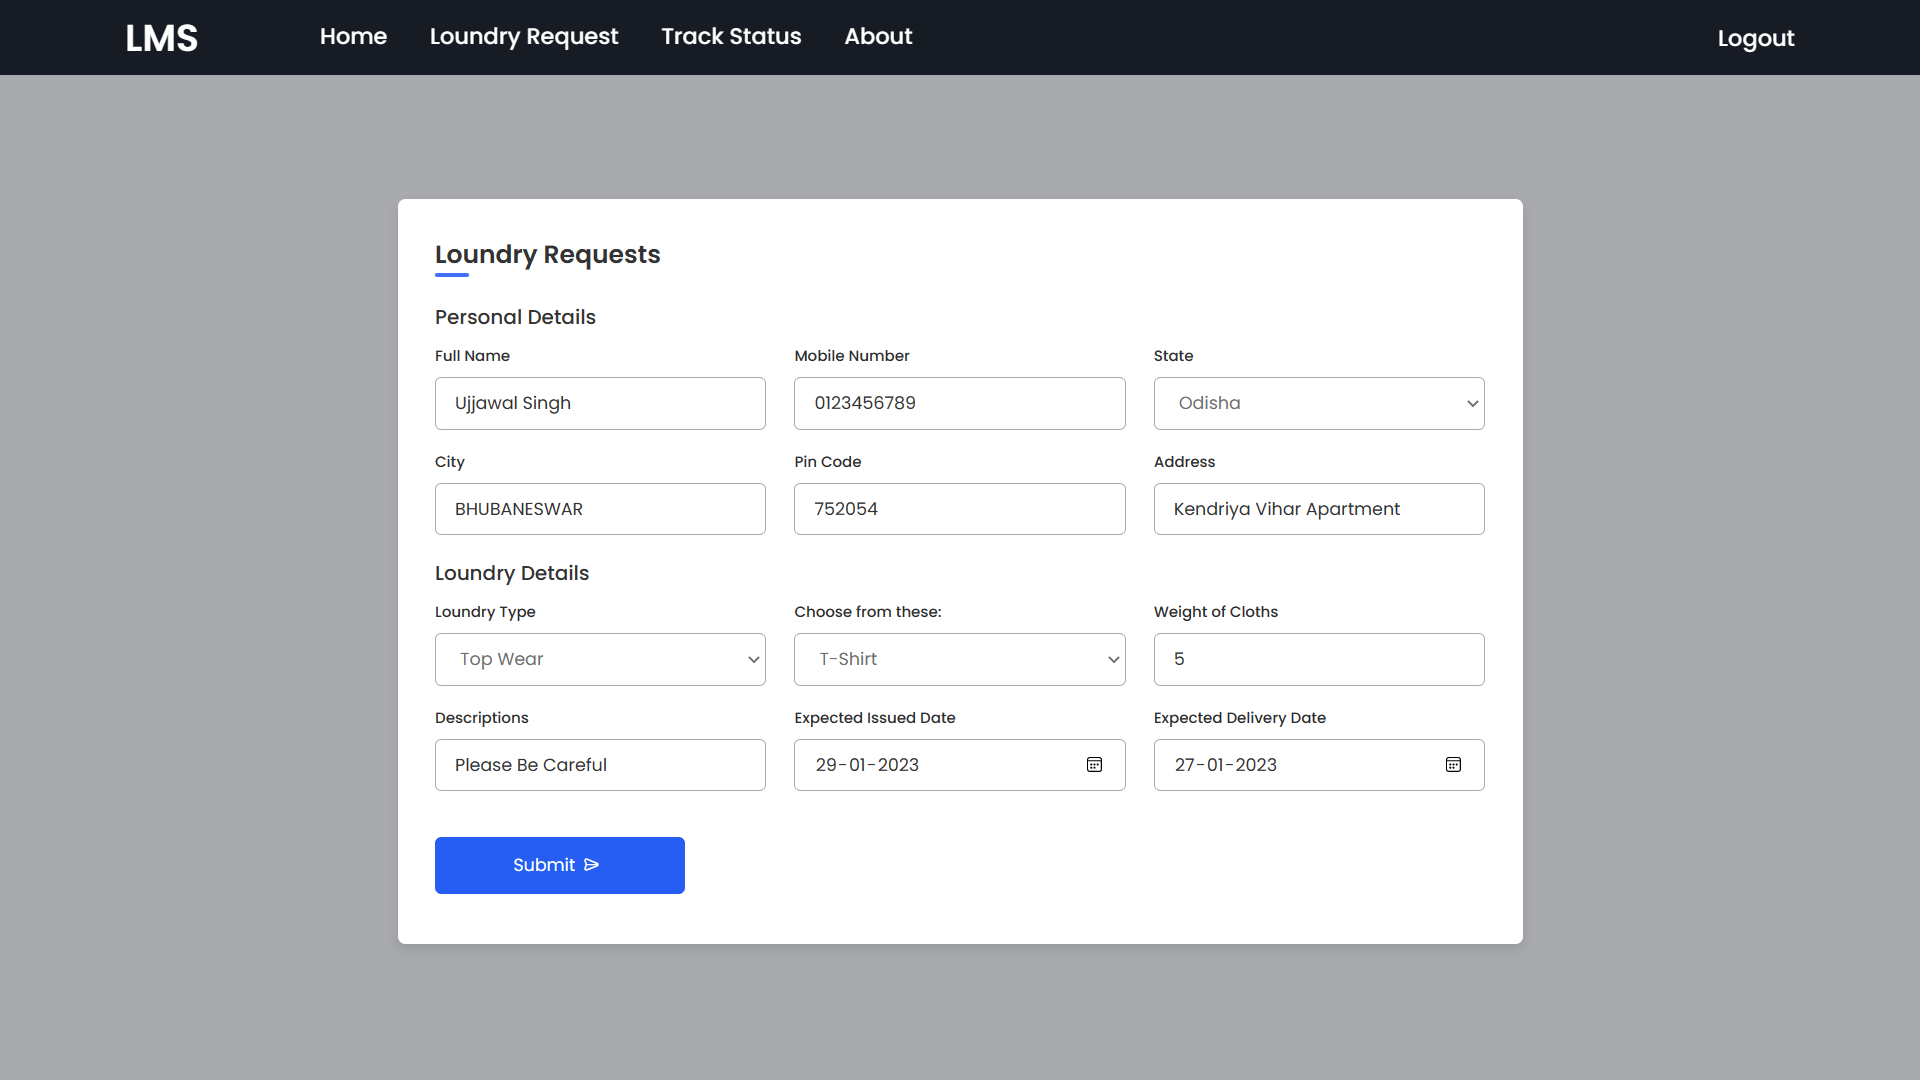 LMS Home Loundry Request Track Status About Logout
Loundry Requests
Personal Details
Full Name Mobile Number State
Ujjawal Singh 0123456789 Odisha
City Pin Code Address
BHUBANESWAR 752054 Kendriya Vihar Apartment
Loundry Details
Loundry Type Choose from these: Weight of Cloths
Top Wear T-Shirt 5
Descriptions Expected Issued Date Expected Delivery Date
Please Be Careful 29-01-2023 27-01-2023
Submit